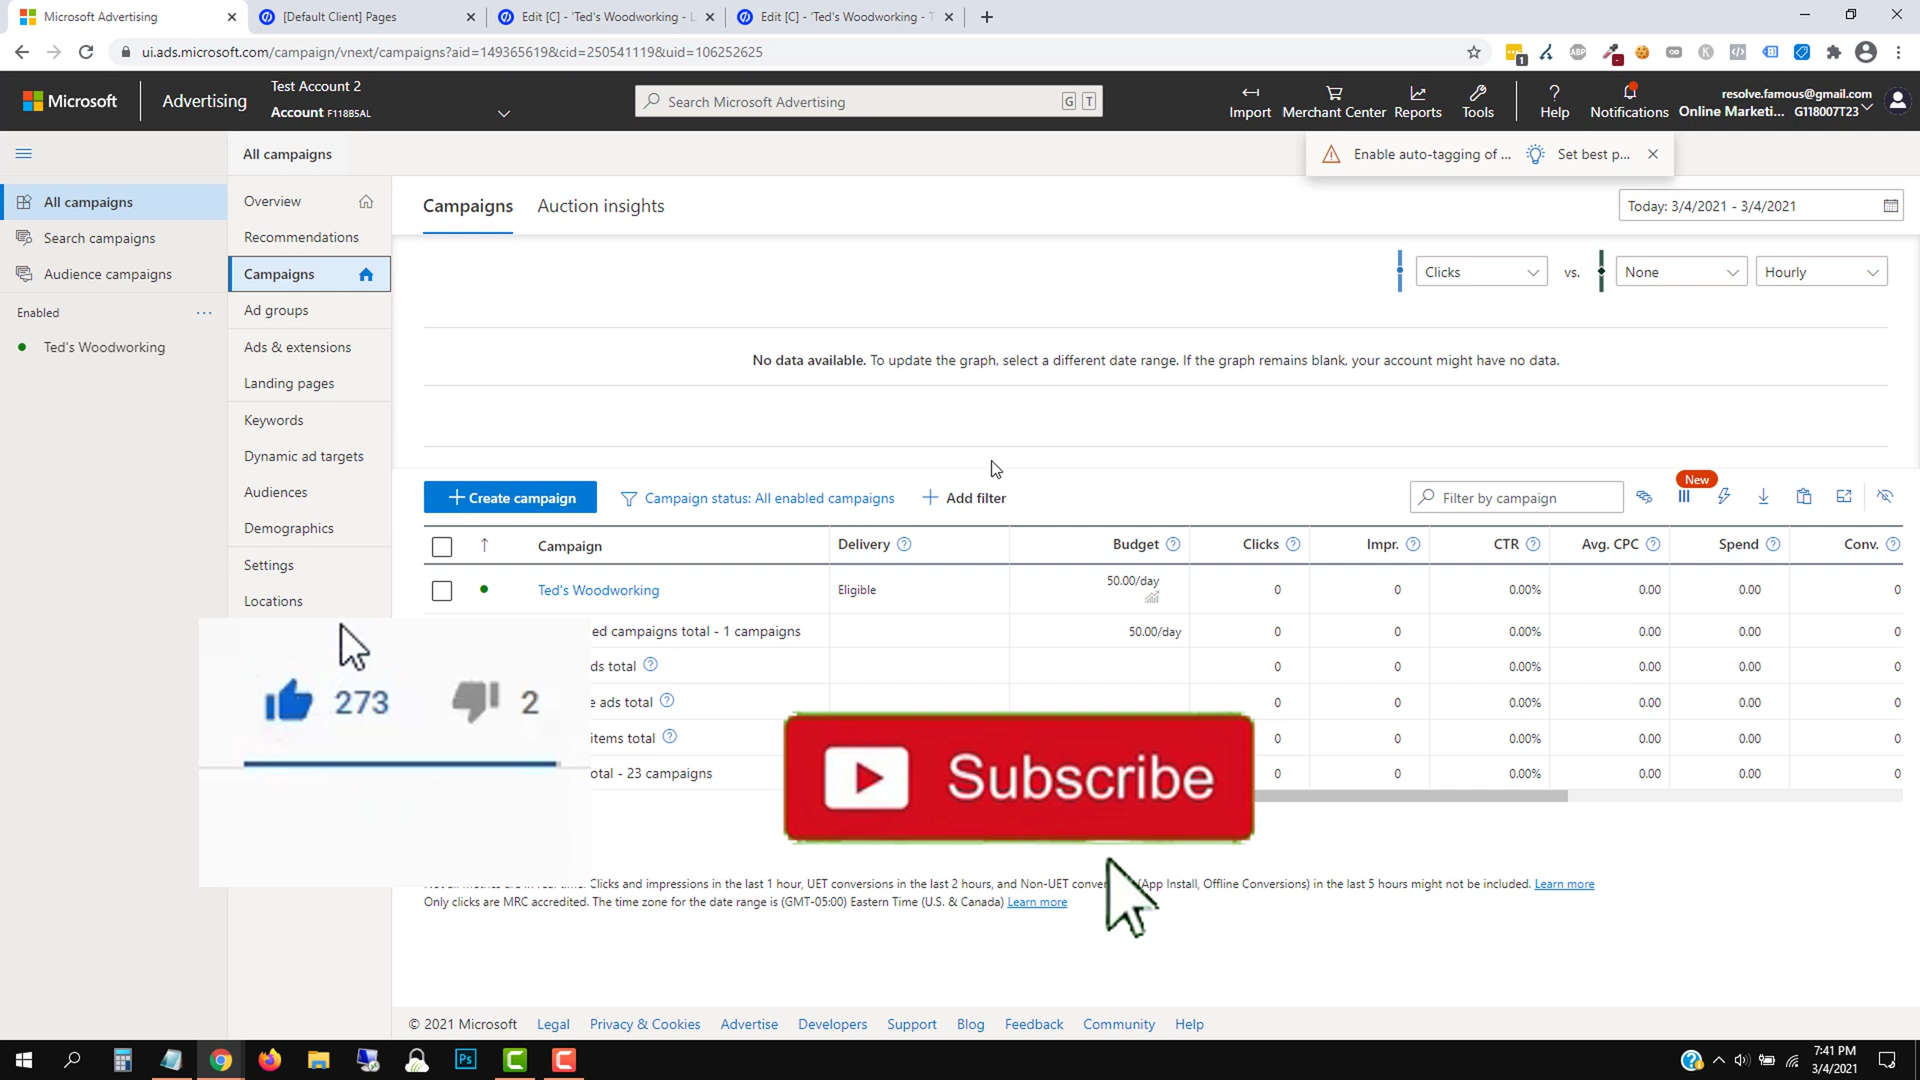 Microsoft Advertising
[Default Client] Pages
Edit [C] - 'Ted's Woodworking - L
Edit [C] - 'Ted's Woodworking - T
ui.ads.microsoft.com/campaign/vnext/campaigns?aid=149365619&cid=250541119&uid=106252625
1
ABP
K
Microsoft
Advertising
Test Account 2
Account F118B5AL
Search Microsoft Advertising
G T
Import
Merchant Center
Reports
Tools
Help
Notifications
resolve.famous@gmail.com
Online Marketi... G118007T23
All campaigns
Enable auto-tagging of ...
Set best p...
All campaigns
Search campaigns
Audience campaigns
Enabled
...
Ted's Woodworking
Overview
Recommendations
Campaigns
Ad groups
Ads & extensions
Landing pages
Keywords
Dynamic ad targets
Audiences
Demographics
Settings
Locations
Campaigns
Auction insights
Today: 3/4/2021 - 3/4/2021
Clicks
vs.
None
Hourly
No data available. To update the graph, select a different date range. If the graph remains blank, your account might have no data.
Create campaign
Campaign status: All enabled campaigns
Add filter
Filter by campaign
New
Campaign Delivery Budget Clicks Impr. CTR Avg. CPC Spend Conv.
Ted's Woodworking Eligible 50.00/day 0 0 0.00% 0.00 0.00 0
ed campaigns total - 1 campaigns 50.00/day 0 0 0.00% 0.00 0.00 0
ds total 0 0 0.00% 0.00 0.00 0
e ads total 0 0 0.00% 0.00 0.00 0
items total 0 0 0.00% 0.00 0.00 0
otal - 23 campaigns 0 0 0.00% 0.00 0.00 0
273
2
Subscribe
Clicks and impressions in the last 1 hour, UET conversions in the last 2 hours, and Non-UET conver (App Install, Offline Conversions) in the last 5 hours might not be included. Learn more
Only clicks are MRC accredited. The time zone for the date range is (GMT-05:00) Eastern Time (U.S. & Canada) Learn more
© 2021 Microsoft
Legal
Privacy & Cookies
Advertise
Developers
Support
Blog
Feedback
Community
Help
Ps
7:41 PM
3/4/2021